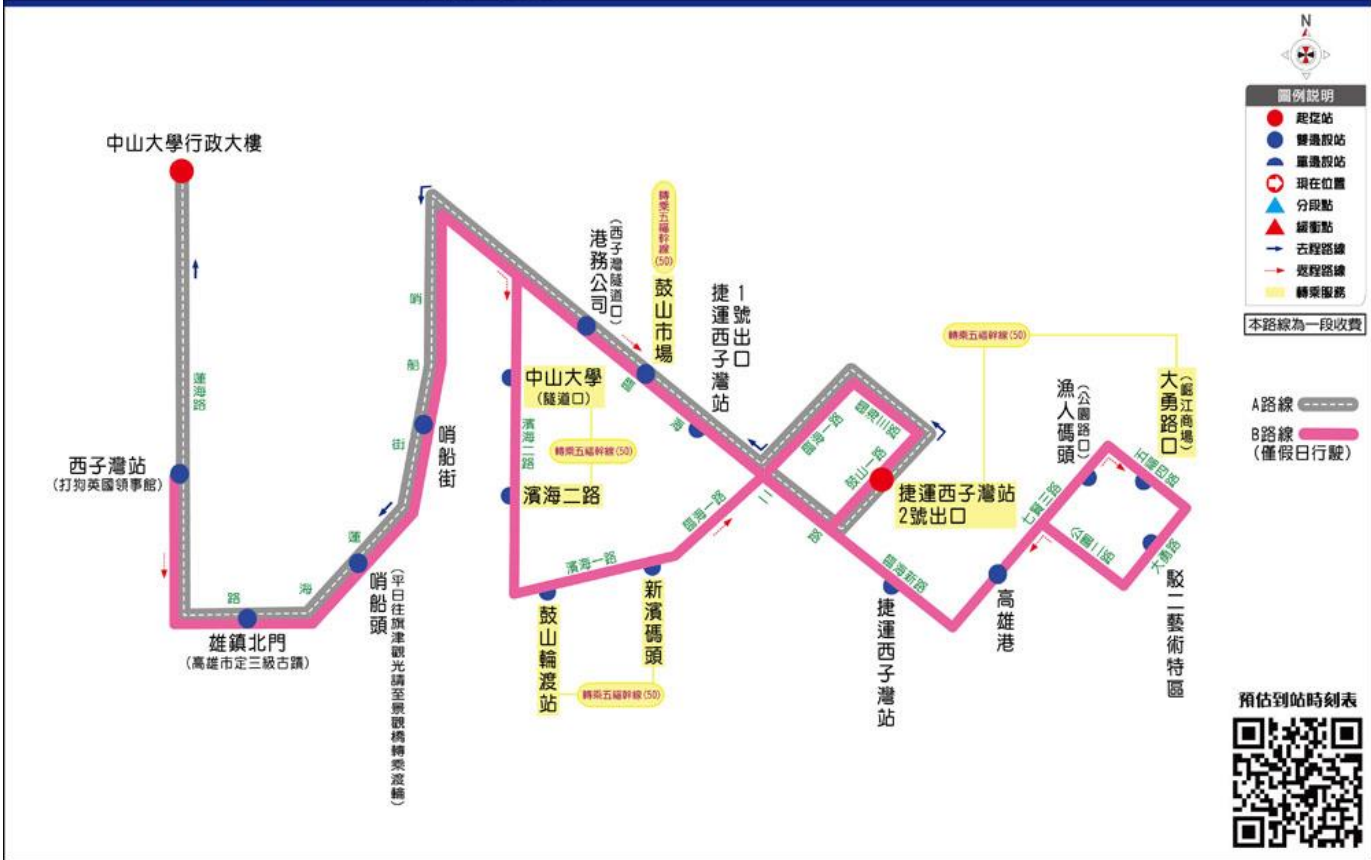 N
圖例說明
起迄站
雙邊設站
單邊設站
現在位置
分段點
緩衝點
去程路線
返程路線
轉乘服務
本路線為一段收費
A路線
B路線
(僅假日行駛)
中山大學行政大樓
蓮海路
西子灣站
(打狗英國領事館)
雄鎮北門
(高雄市定三級古蹟)
路
海
蓮
哨船頭
(平日往旗津觀光請至景觀橋轉乘渡輪)
哨
船
街
哨船街
港務公司
(西子灣隧道口)
轉乘五福幹線(50)
鼓山市場
捷運西子灣站
1號出口
臨
海
二
路
中山大學
(隧道口)
轉乘五福幹線(50)
濱海二路
濱海二路
濱海一路
鼓山輪渡站
新濱碼頭
轉乘五福幹線(50)
臨海一路
臨海一路
臨海三路
鼓山一路
捷運西子灣站
2號出口
轉乘五福幹線(50)
臨海新路
捷運西子灣站
高雄港
七賢三路
漁人碼頭
(公園路口)
大勇路口
(崛江商場)
五福四路
公園二路
大勇路
駁二藝術特區
預估到站時刻表